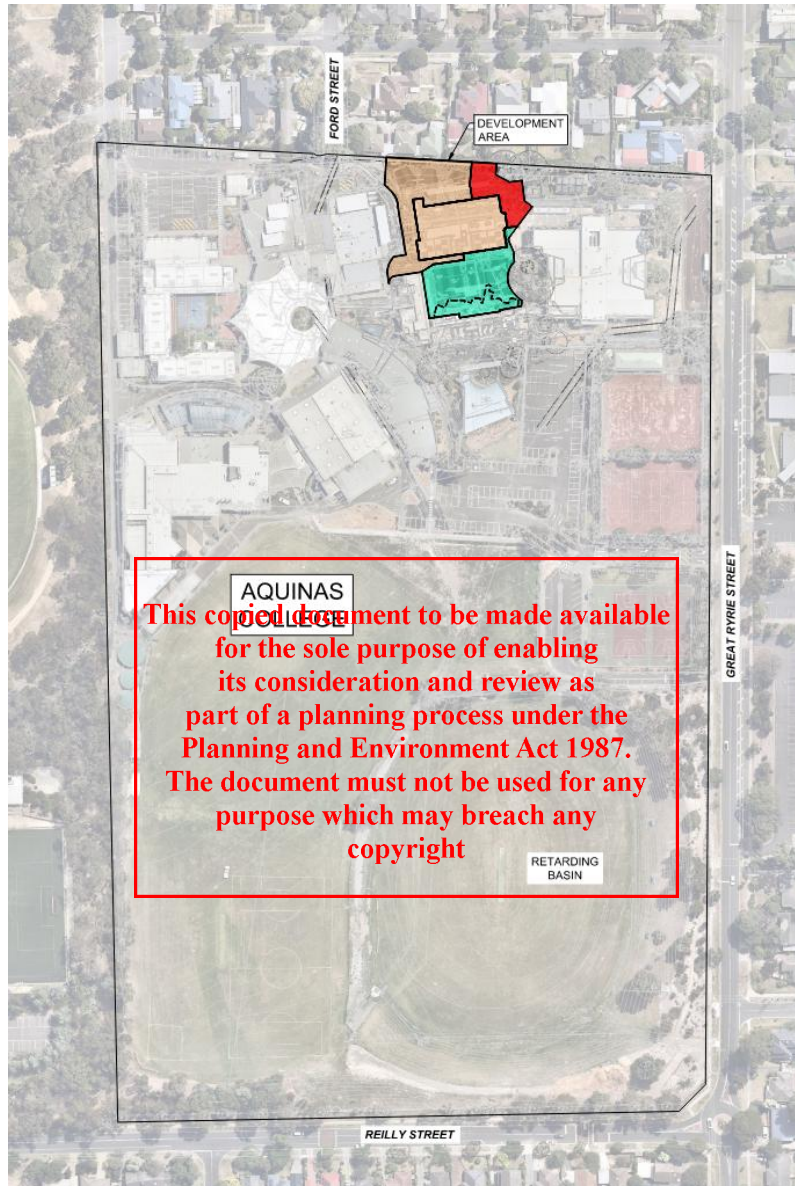 FORD STREET
DEVELOPMENT
AREA
AQUINAS
COLLEGE
This copied document to be made available
for the sole purpose of enabling
its consideration and review as
part of a planning process under the
Planning and Environment Act 1987.
The document must not be used for any
purpose which may breach any
copyright
GREAT RYRIE STREET
RETARDING
BASIN
REILLY STREET